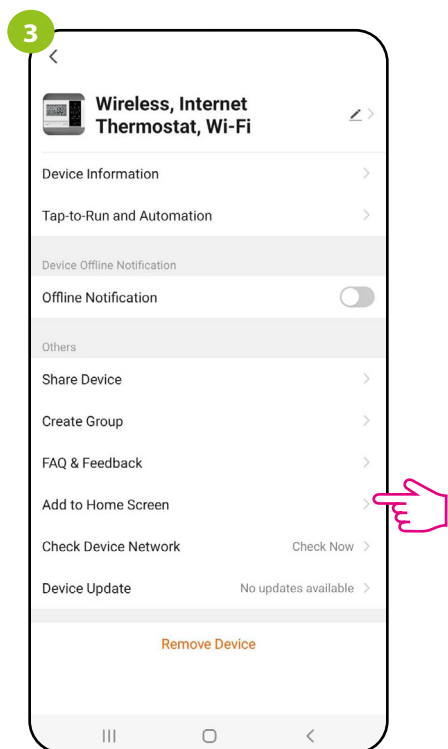 3
Wireless, Internet
Thermostat, Wi-Fi
Device Information
Tap-to-Run and Automation
Device Offline Notification
Offline Notification
Others
Share Device
Create Group
FAQ & Feedback
Add to Home Screen
Check Device Network Check Now
Device Update No updates available
Remove Device